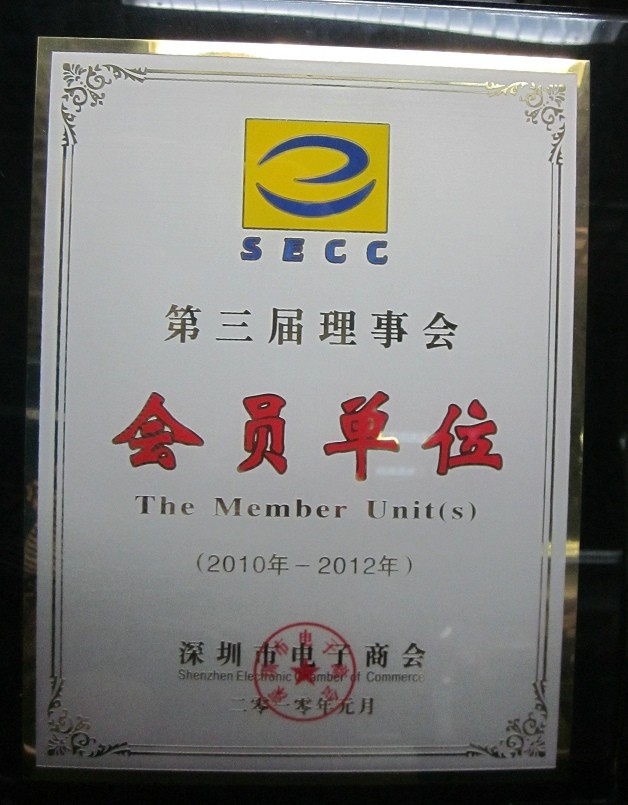 SECC
第三届理事会
会员单位
The Member Unit(s)
(2010年-2012年)
深圳市电子商会
Shenzhen Electronic Chamber of Commerce
二零一零年元月